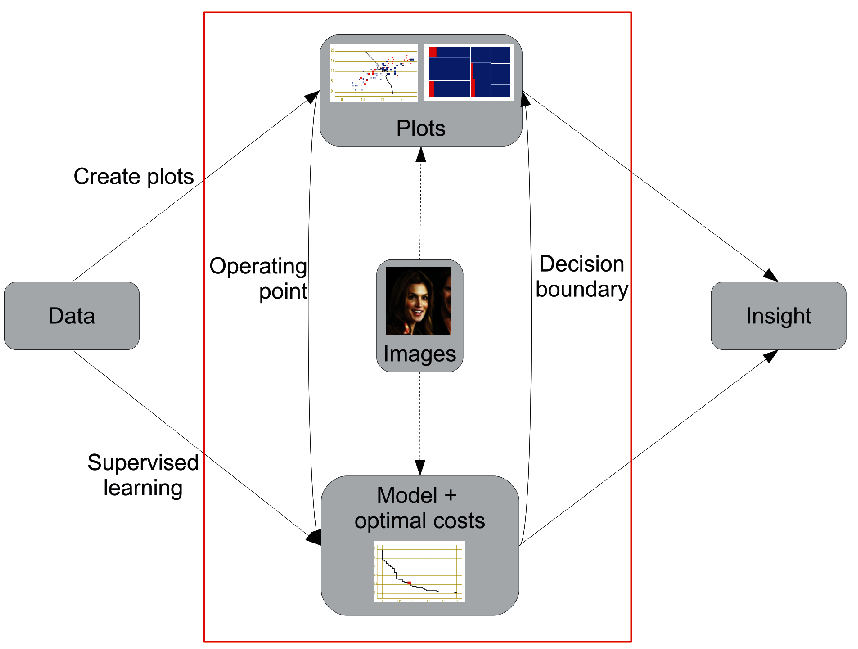 Plots
Create plots
Operating
point
Decision
boundary
Data
Images
Insight
Supervised
learning
Model +
optimal costs